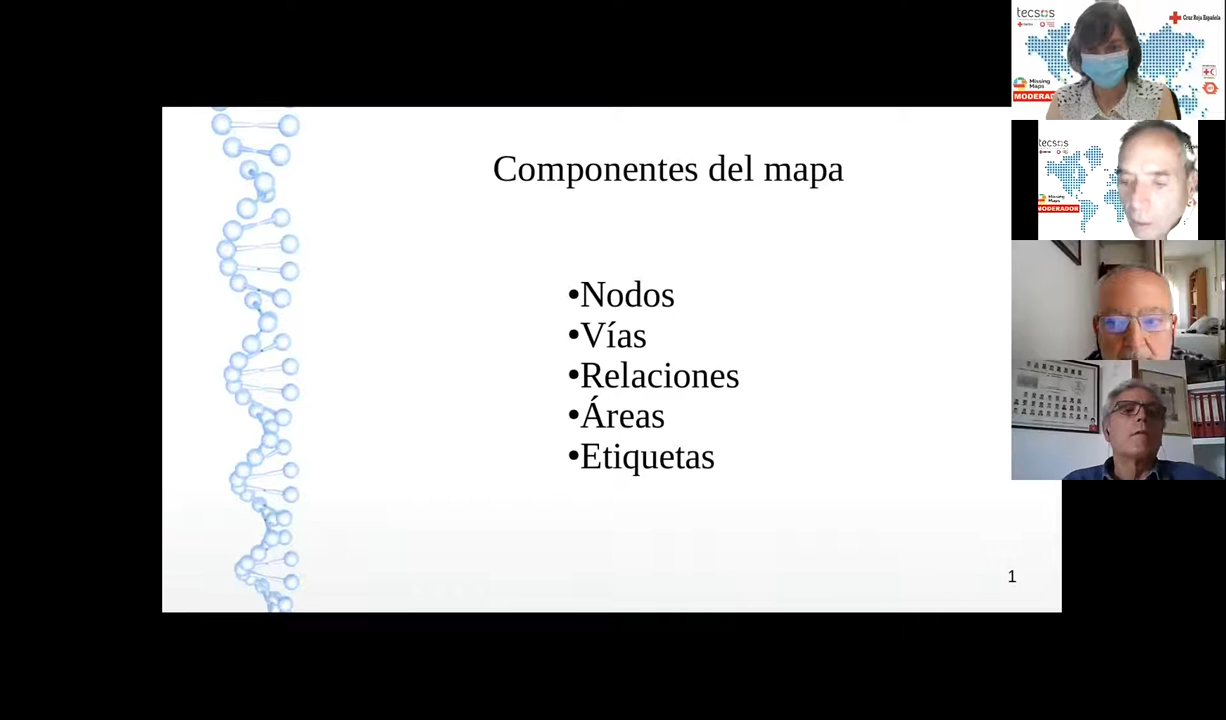 Componentes del mapa
•Nodos
•Vías
•Relaciones
•Áreas
•Etiquetas
1
tecsos
Cruz Roja Española
Missing
Maps
MODERADOR
tecsos
Missing
Maps
MODERADOR